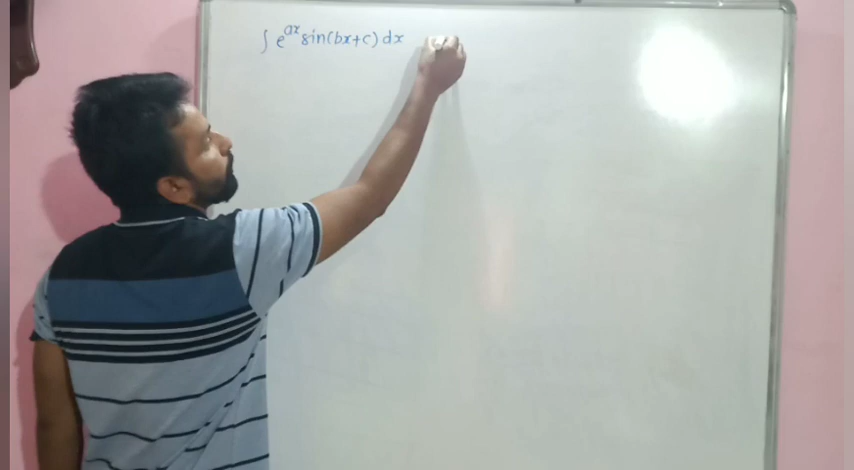 ∫ e^{ax} sin(bx+c) dx